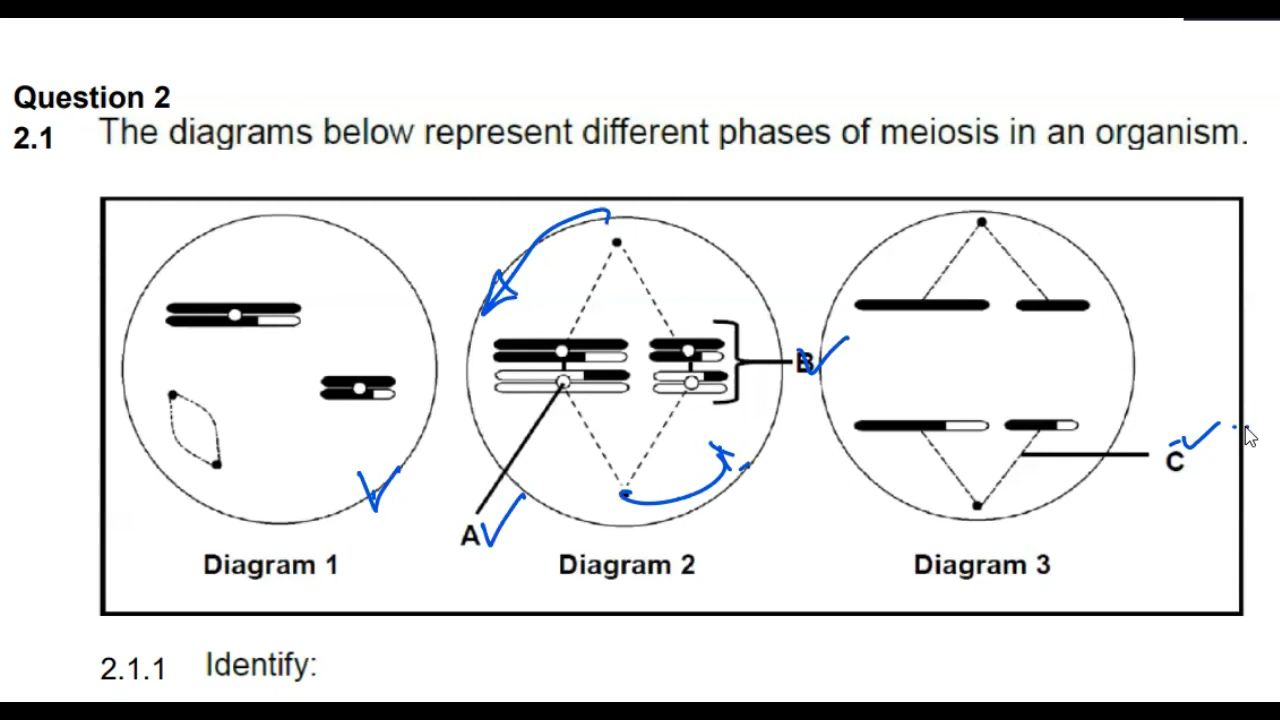 Question 2
2.1 The diagrams below represent different phases of meiosis in an organism.
B
C
A
Diagram 1 Diagram 2 Diagram 3
2.1.1 Identify: